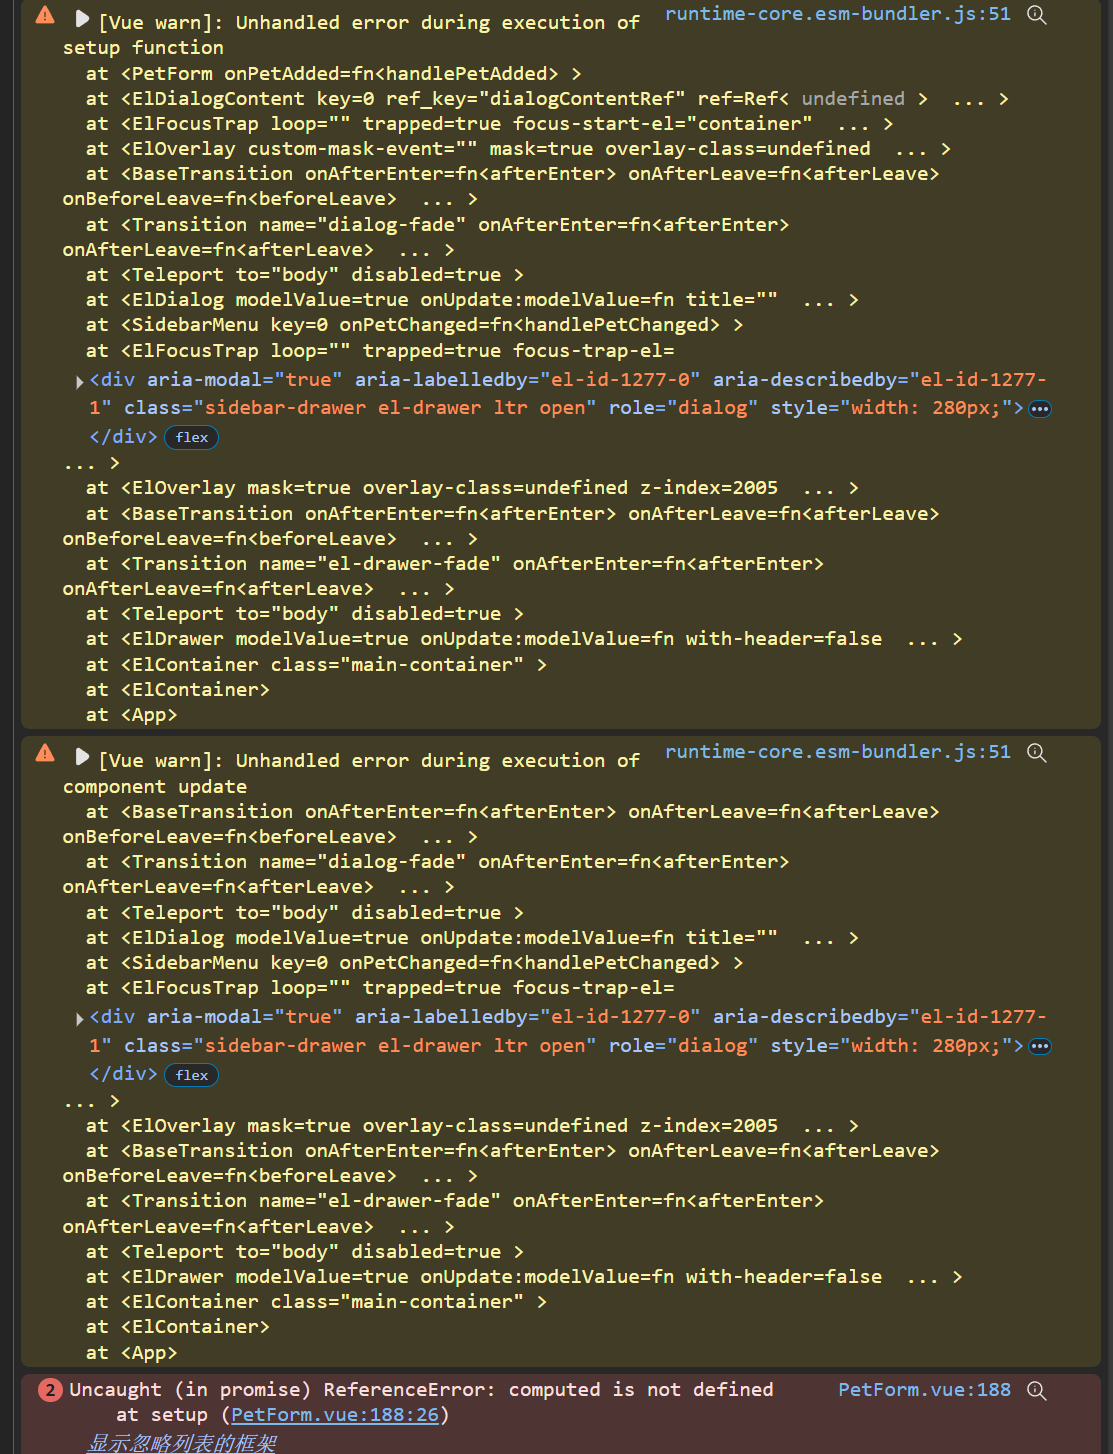 [Vue warn]: Unhandled error during execution of runtime-core.esm-bundler.js:51
setup function
at <PetForm onPetAdded=fn<handlePetAdded> >
at <ElDialogContent key=0 ref_key="dialogContentRef" ref=Ref< undefined > ... >
at <ElFocusTrap loop="" trapped=true focus-start-el="container" ... >
at <ElOverlay custom-mask-event="" mask=true overlay-class=undefined ... >
at <BaseTransition onAfterEnter=fn<afterEnter> onAfterLeave=fn<afterLeave>
onBeforeLeave=fn<beforeLeave> ... >
at <Transition name="dialog-fade" onAfterEnter=fn<afterEnter>
onAfterLeave=fn<afterLeave> ... >
at <Teleport to="body" disabled=true >
at <ElDialog modelValue=true onUpdate:modelValue=fn title="" ... >
at <SidebarMenu key=0 onPetChanged=fn<handlePetChanged> >
at <ElFocusTrap loop="" trapped=true focus-trap-el=
<div aria-modal="true" aria-labelledby="el-id-1277-0" aria-describedby="el-id-1277-
1" class="sidebar-drawer el-drawer ltr open" role="dialog" style="width: 280px;">
</div> flex
... >
at <ElOverlay mask=true overlay-class=undefined z-index=2005 ... >
at <BaseTransition onAfterEnter=fn<afterEnter> onAfterLeave=fn<afterLeave>
onBeforeLeave=fn<beforeLeave> ... >
at <Transition name="el-drawer-fade" onAfterEnter=fn<afterEnter>
onAfterLeave=fn<afterLeave> ... >
at <Teleport to="body" disabled=true >
at <ElDrawer modelValue=true onUpdate:modelValue=fn with-header=false ... >
at <ElContainer class="main-container" >
at <ElContainer>
at <App>
[Vue warn]: Unhandled error during execution of runtime-core.esm-bundler.js:51
component update
at <BaseTransition onAfterEnter=fn<afterEnter> onAfterLeave=fn<afterLeave>
onBeforeLeave=fn<beforeLeave> ... >
at <Transition name="dialog-fade" onAfterEnter=fn<afterEnter>
onAfterLeave=fn<afterLeave> ... >
at <Teleport to="body" disabled=true >
at <ElDialog modelValue=true onUpdate:modelValue=fn title="" ... >
at <SidebarMenu key=0 onPetChanged=fn<handlePetChanged> >
at <ElFocusTrap loop="" trapped=true focus-trap-el=
<div aria-modal="true" aria-labelledby="el-id-1277-0" aria-describedby="el-id-1277-
1" class="sidebar-drawer el-drawer ltr open" role="dialog" style="width: 280px;">
</div> flex
... >
at <ElOverlay mask=true overlay-class=undefined z-index=2005 ... >
at <BaseTransition onAfterEnter=fn<afterEnter> onAfterLeave=fn<afterLeave>
onBeforeLeave=fn<beforeLeave> ... >
at <Transition name="el-drawer-fade" onAfterEnter=fn<afterEnter>
onAfterLeave=fn<afterLeave> ... >
at <Teleport to="body" disabled=true >
at <ElDrawer modelValue=true onUpdate:modelValue=fn with-header=false ... >
at <ElContainer class="main-container" >
at <ElContainer>
at <App>
2 Uncaught (in promise) ReferenceError: computed is not defined PetForm.vue:188
at setup (PetForm.vue:188:26)
显示忽略列表的框架